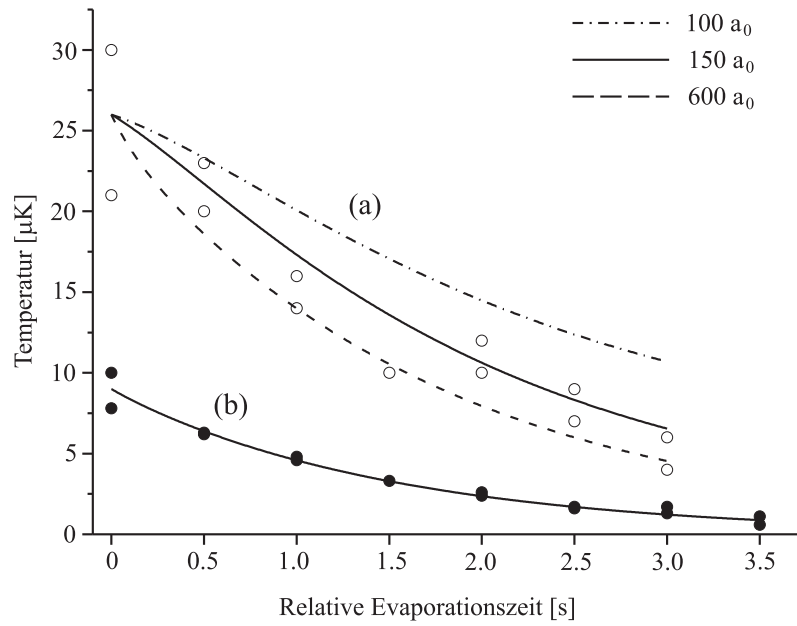 100 a₀
150 a₀
600 a₀
30
25
20
15
10
5
0
Temperatur [µK]
(a)
(b)
0 0.5 1.0 1.5 2.0 2.5 3.0 3.5
Relative Evaporationszeit [s]